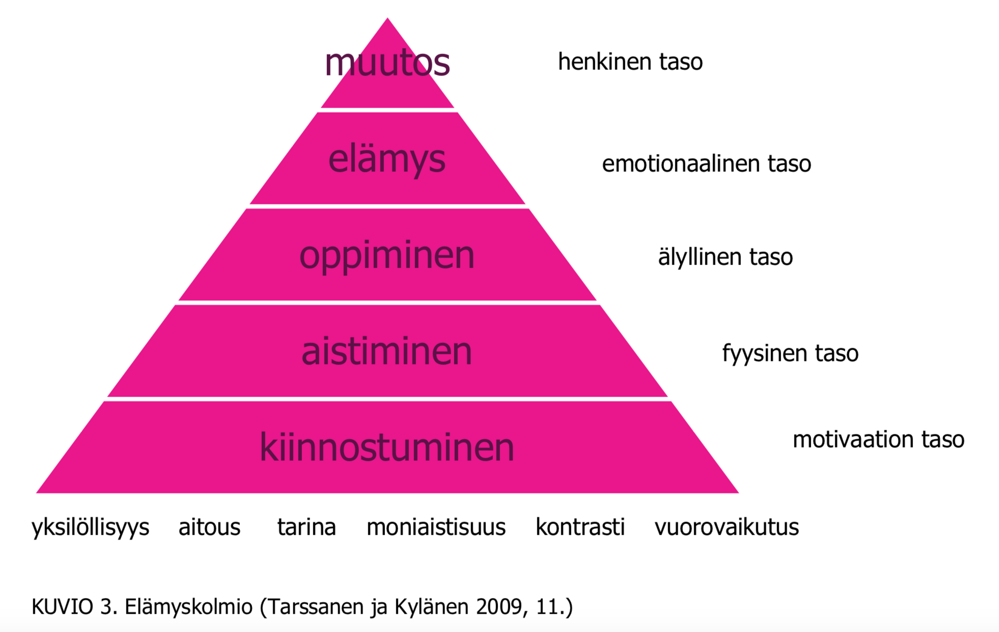 muutos henkinen taso
elämys emotionaalinen taso
oppiminen älyllinen taso
aistiminen fyysinen taso
kiinnostuminen motivaation taso
yksilöllisyys aitous tarina moniaistisuus kontrasti vuorovaikutus
KUVIO 3. Elämyskolmio (Tarssanen ja Kylänen 2009, 11.)